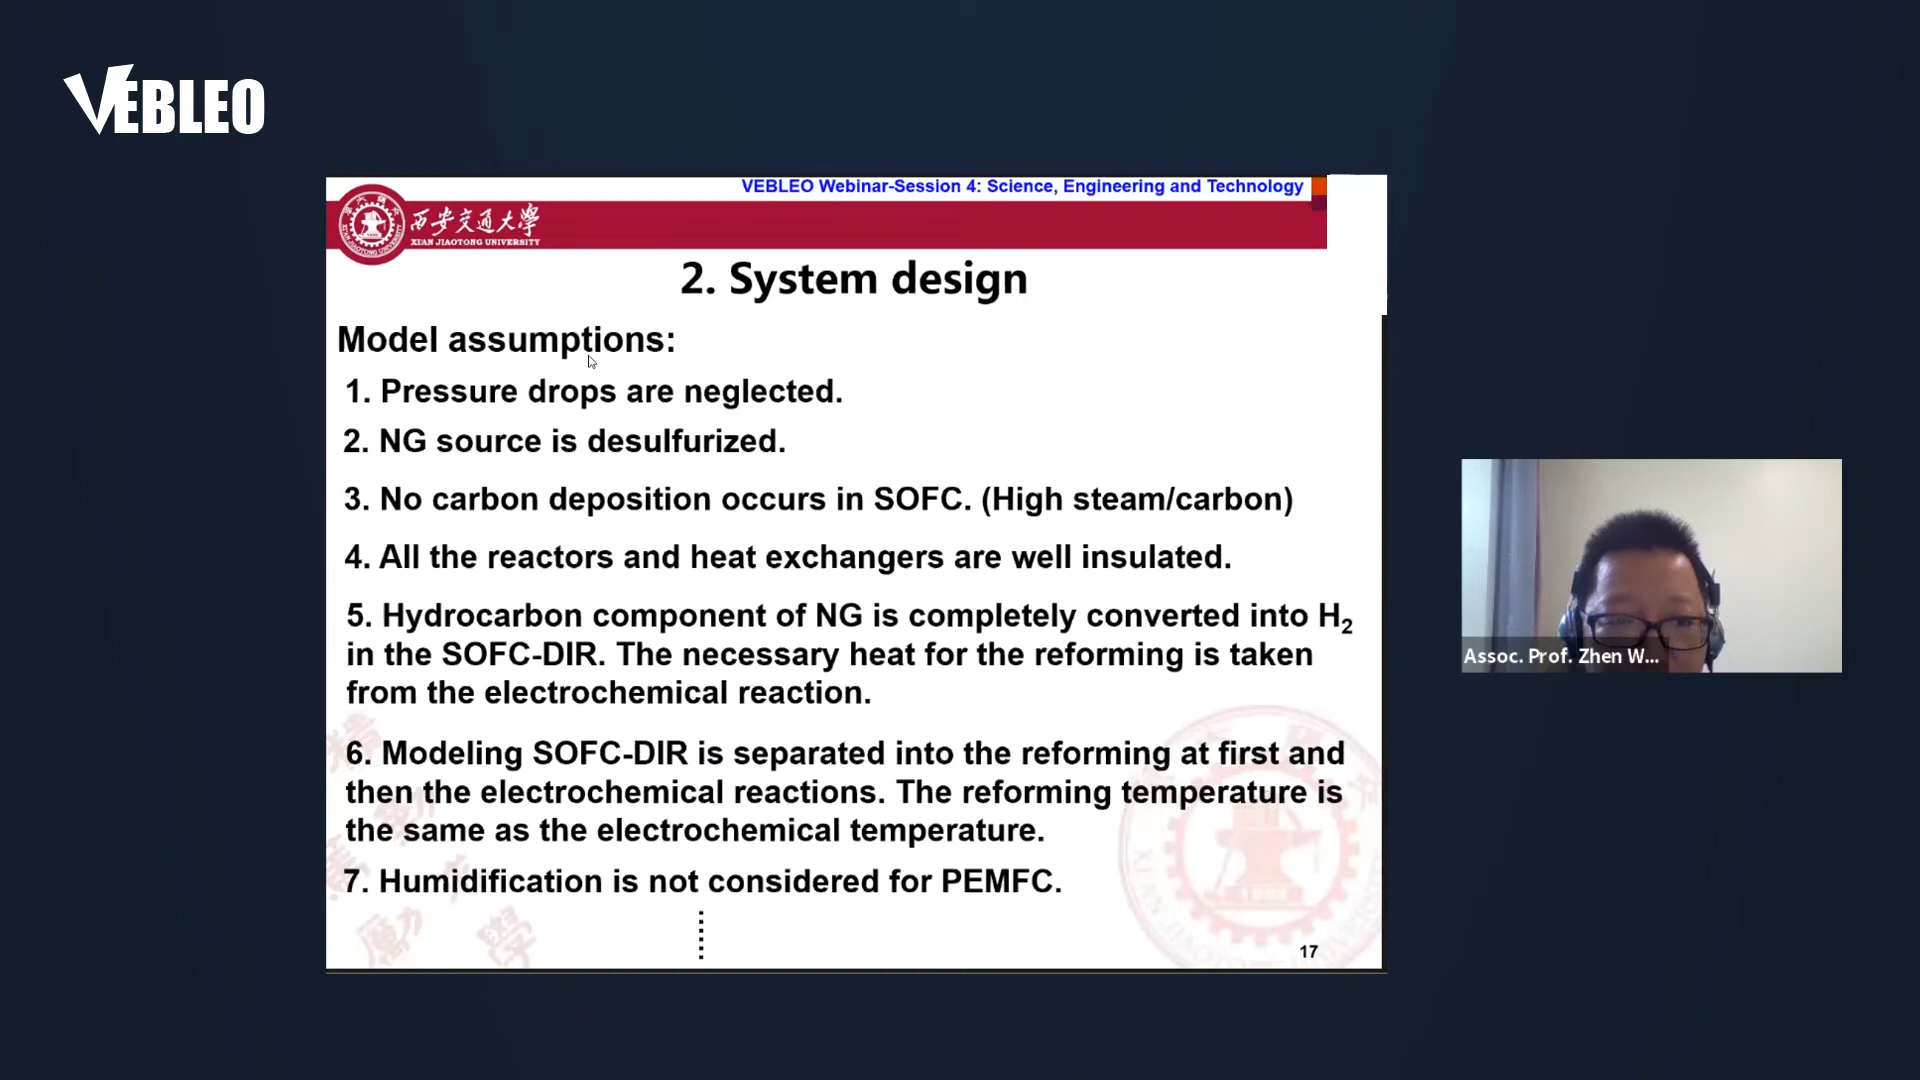 VEBLEO
VEBLEO Webinar-Session 4: Science, Engineering and Technology
西安交通大学
XI'AN JIAOTONG UNIVERSITY
2. System design
Model assumptions:
1. Pressure drops are neglected.
2. NG source is desulfurized.
3. No carbon deposition occurs in SOFC. (High steam/carbon)
4. All the reactors and heat exchangers are well insulated.
5. Hydrocarbon component of NG is completely converted into H₂
in the SOFC-DIR. The necessary heat for the reforming is taken
from the electrochemical reaction.
6. Modeling SOFC-DIR is separated into the reforming at first and
then the electrochemical reactions. The reforming temperature is
the same as the electrochemical temperature.
7. Humidification is not considered for PEMFC.
17
Assoc. Prof. Zhen W...